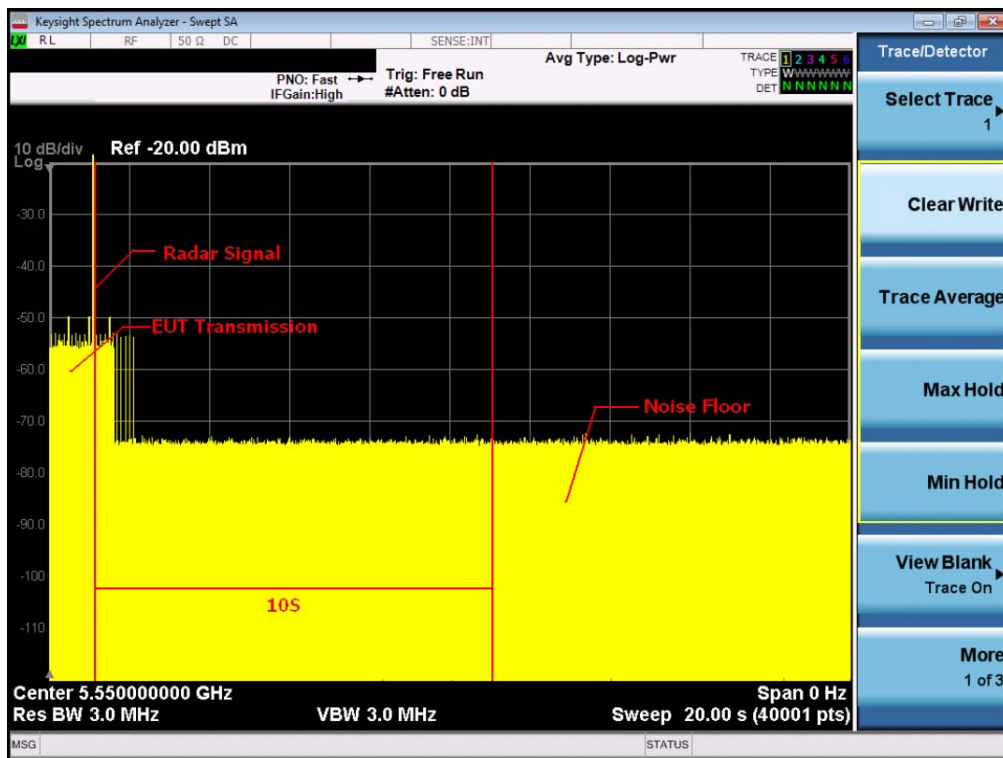 Keysight Spectrum Analyzer - Swept SA
LXI RL RF 50 Ω DC SENSE:INT
Avg Type: Log-Pwr
TRACE 1 2 3 4 5 6
PNO: Fast Trig: Free Run
TYPE WWWWWW
IFGain:High #Atten: 0 dB
DET N N N N N N
10 dB/div Ref -20.00 dBm
Log
-30.0
-40.0
-50.0
-60.0
-70.0
-80.0
-90.0
-100
-110
Radar Signal
EUT Transmission
Noise Floor
10S
Center 5.550000000 GHz Span 0 Hz
Res BW 3.0 MHz VBW 3.0 MHz Sweep 20.00 s (40001 pts)
MSG STATUS
Trace/Detector
Select Trace
1
Clear Write
Trace Average
Max Hold
Min Hold
View Blank
Trace On
More
1 of 3